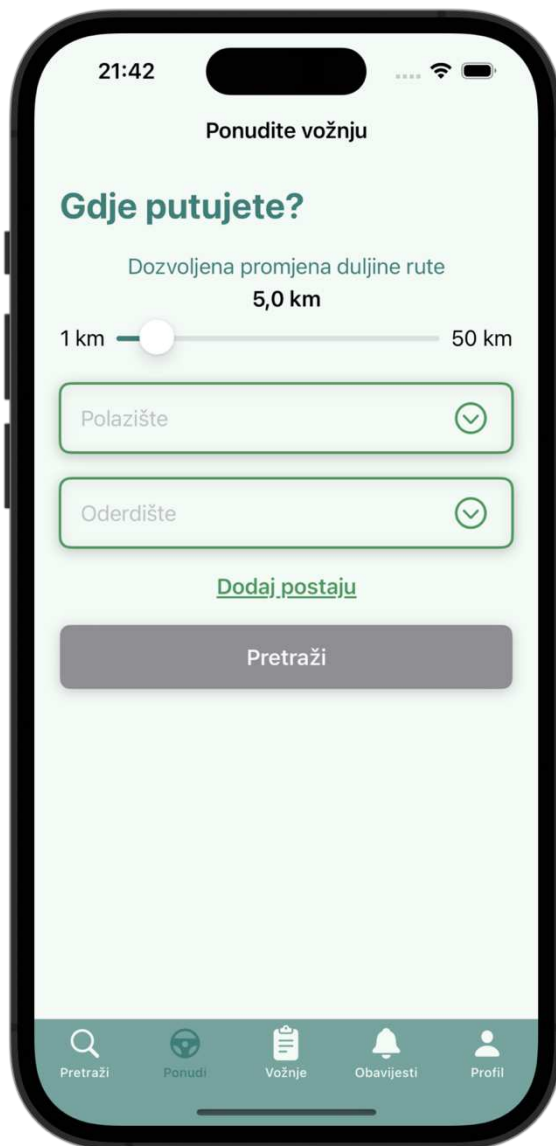 21:42
Ponudite vožnju
Gdje putujete?
Dozvoljena promjena duljine rute
5,0 km
1 km 50 km
Polazište
Oderdište
Dodaj postaju
Pretraži
Pretraži Ponudi Vožnje Obavijesti Profil